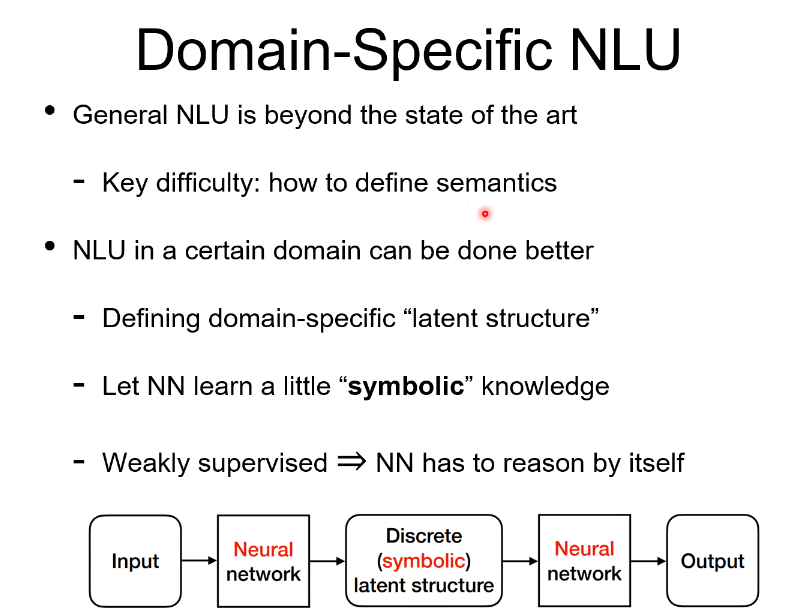 Domain-Specific NLU
• General NLU is beyond the state of the art
- Key difficulty: how to define semantics
• NLU in a certain domain can be done better
- Defining domain-specific “latent structure”
- Let NN learn a little “symbolic” knowledge
- Weakly supervised ⇒ NN has to reason by itself
Input
Neural
network
Discrete
(symbolic)
latent structure
Neural
network
Output